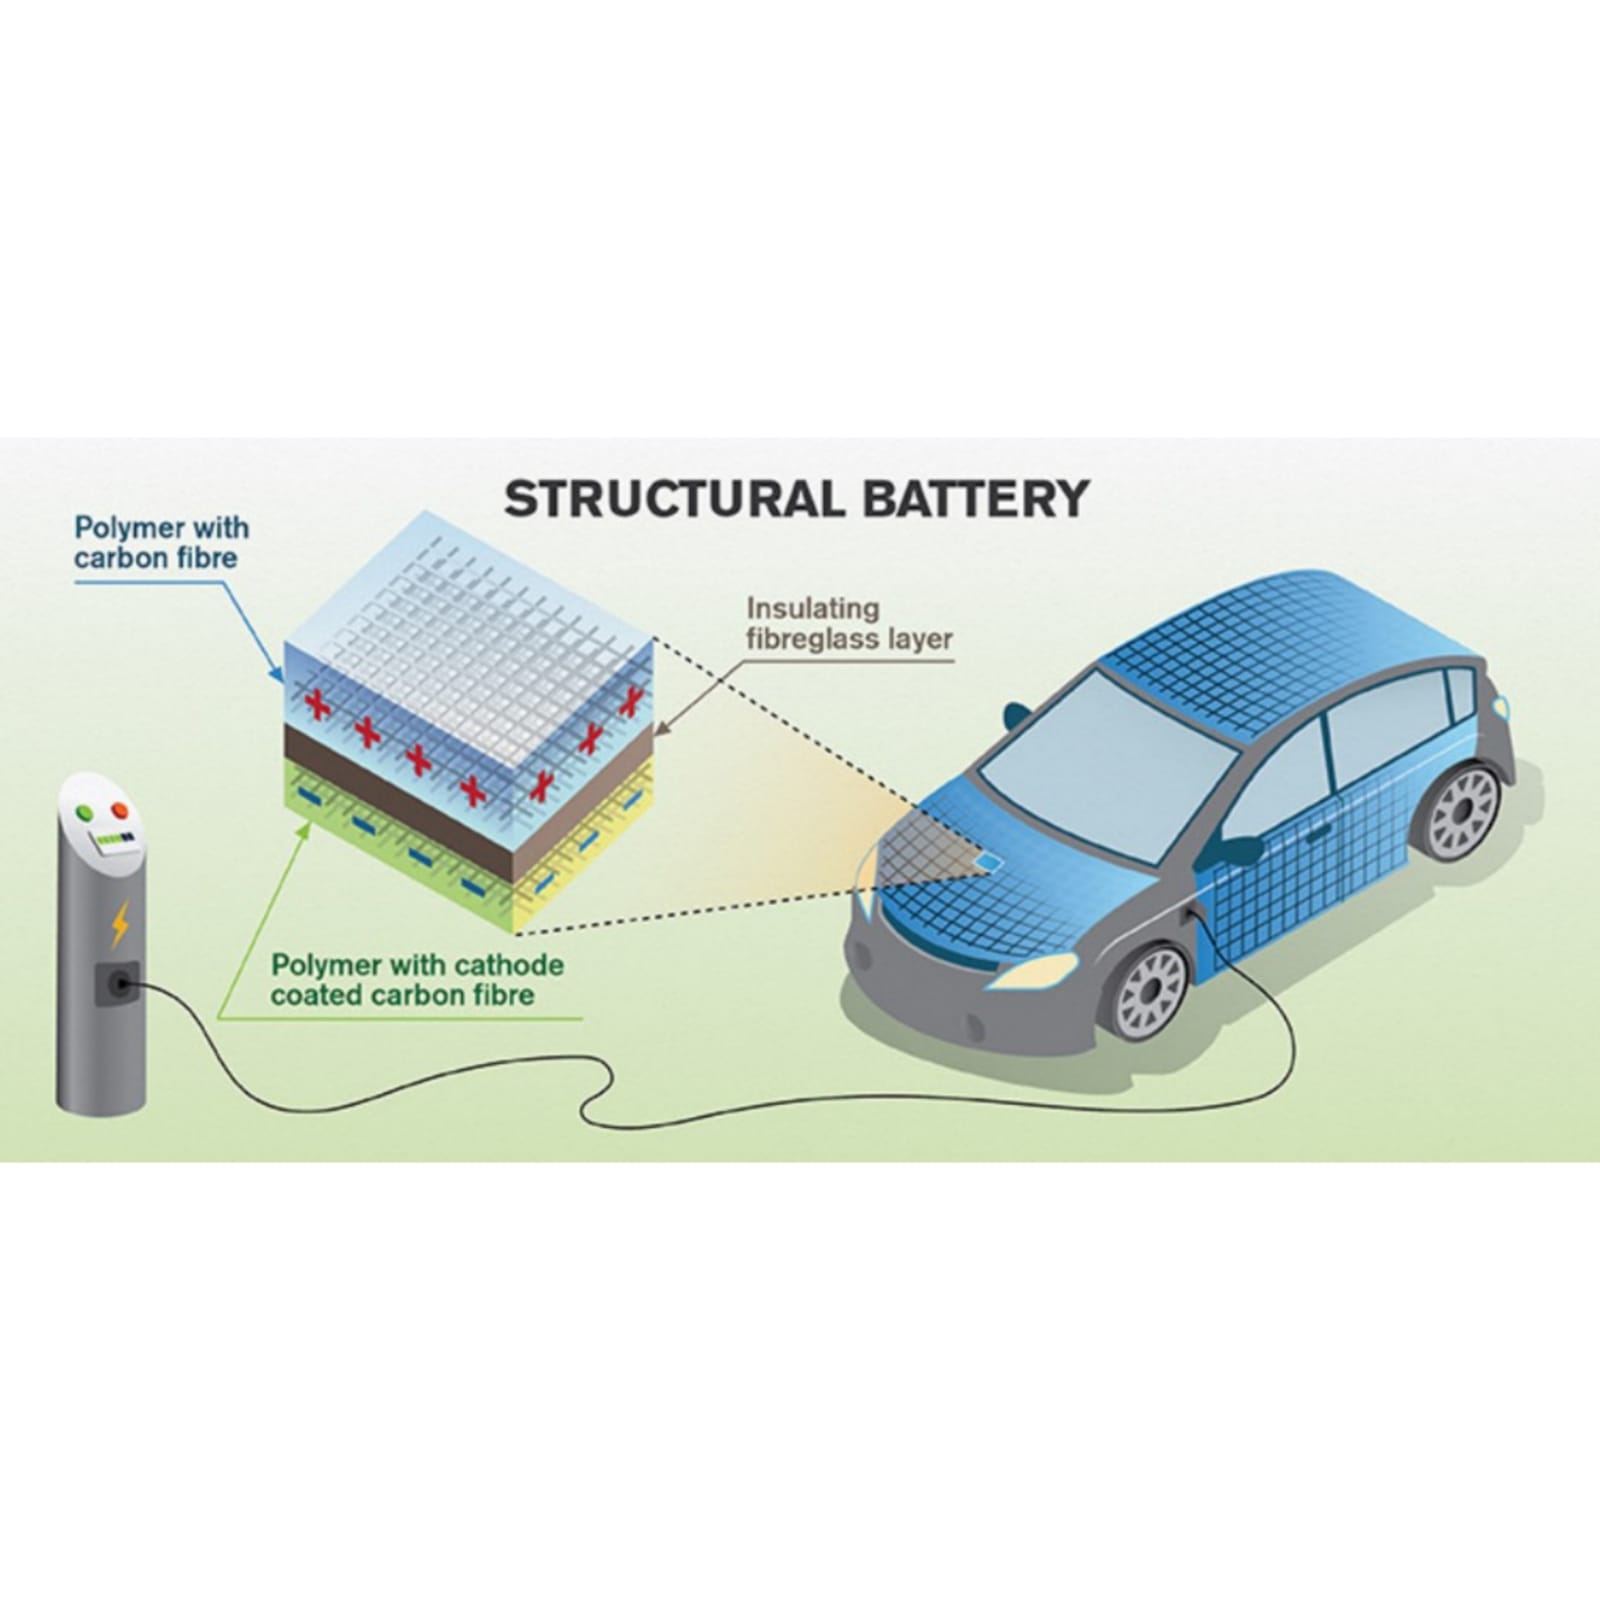 STRUCTURAL BATTERY
Polymer with
carbon fibre
Insulating
fibreglass layer
Polymer with cathode
coated carbon fibre